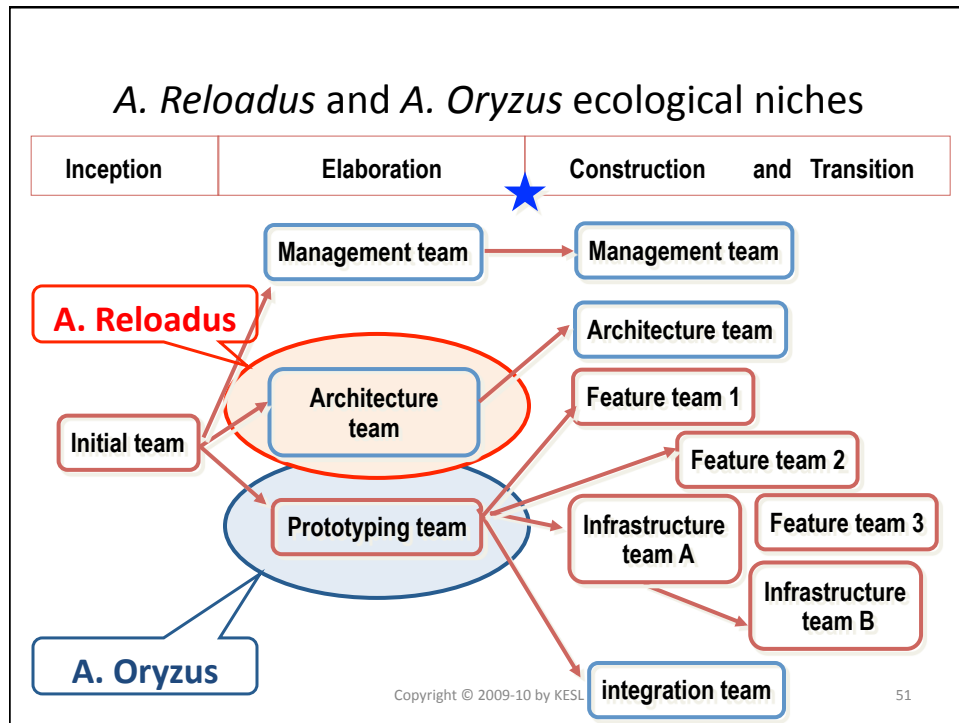 A. Reloadus and A. Oryzus ecological niches
Inception
Elaboration
Construction and Transition
Management team
Management team
A. Reloadus
Architecture team
Architecture
team
Feature team 1
Initial team
Feature team 2
Prototyping team
Infrastructure
team A
Feature team 3
Infrastructure
team B
A. Oryzus
integration team
Copyright © 2009-10 by KESL
51